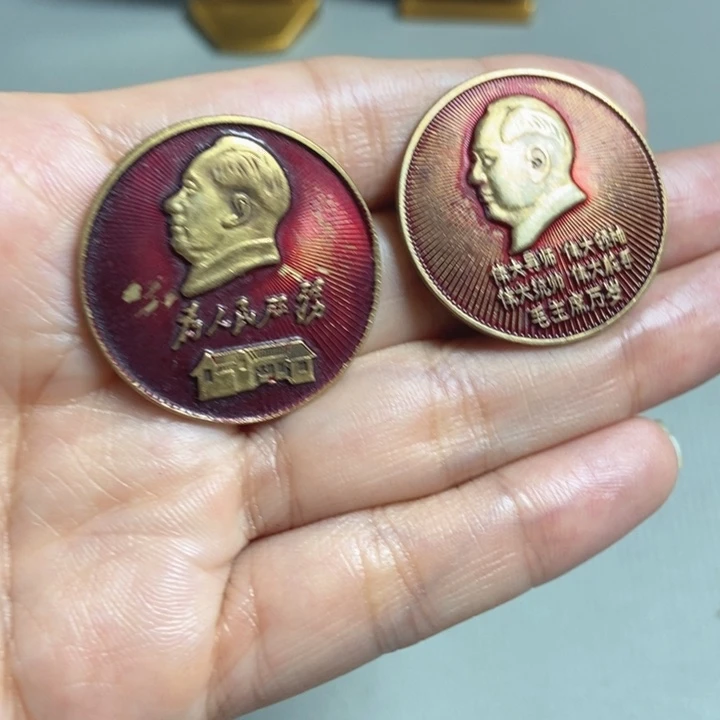 为人民服务
伟大导师 伟大领袖
伟大统帅 伟大舵手
毛主席万岁